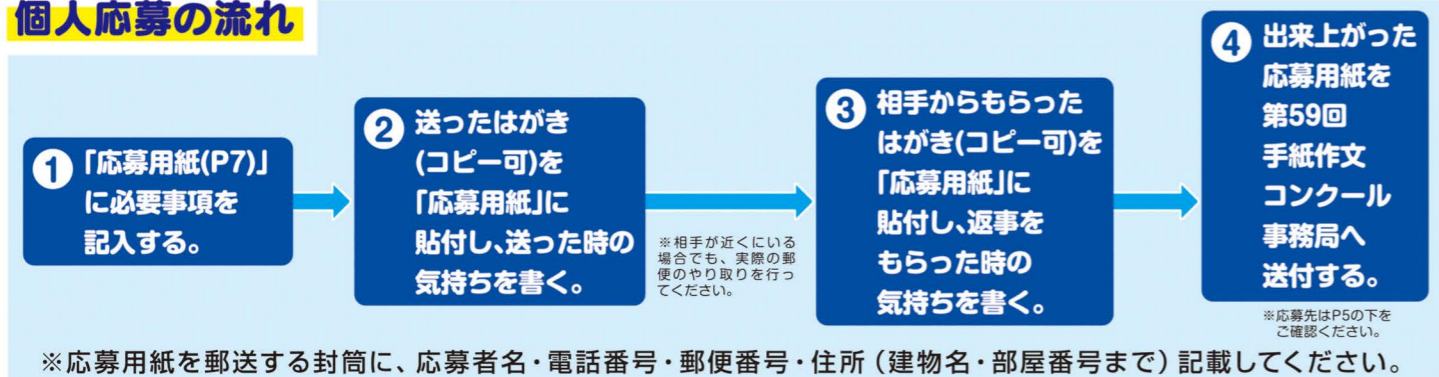 個人応募の流れ
① 「応募用紙(P7)」
に必要事項を
記入する。
② 送ったはがき
(コピー可)を
「応募用紙」に
貼付し、送った時の
気持ちを書く。
※相手が近くにいる
場合でも、実際の郵
便のやり取りを行っ
てください。
③ 相手からもらった
はがき(コピー可)を
「応募用紙」に
貼付し、返事を
もらった時の
気持ちを書く。
④ 出来上がった
応募用紙を
第59回
手紙作文
コンクール
事務局へ
送付する。
※応募先はP5の下を
ご確認ください。
※応募用紙を郵送する封筒に、応募者名・電話番号・郵便番号・住所(建物名・部屋番号まで)記載してください。